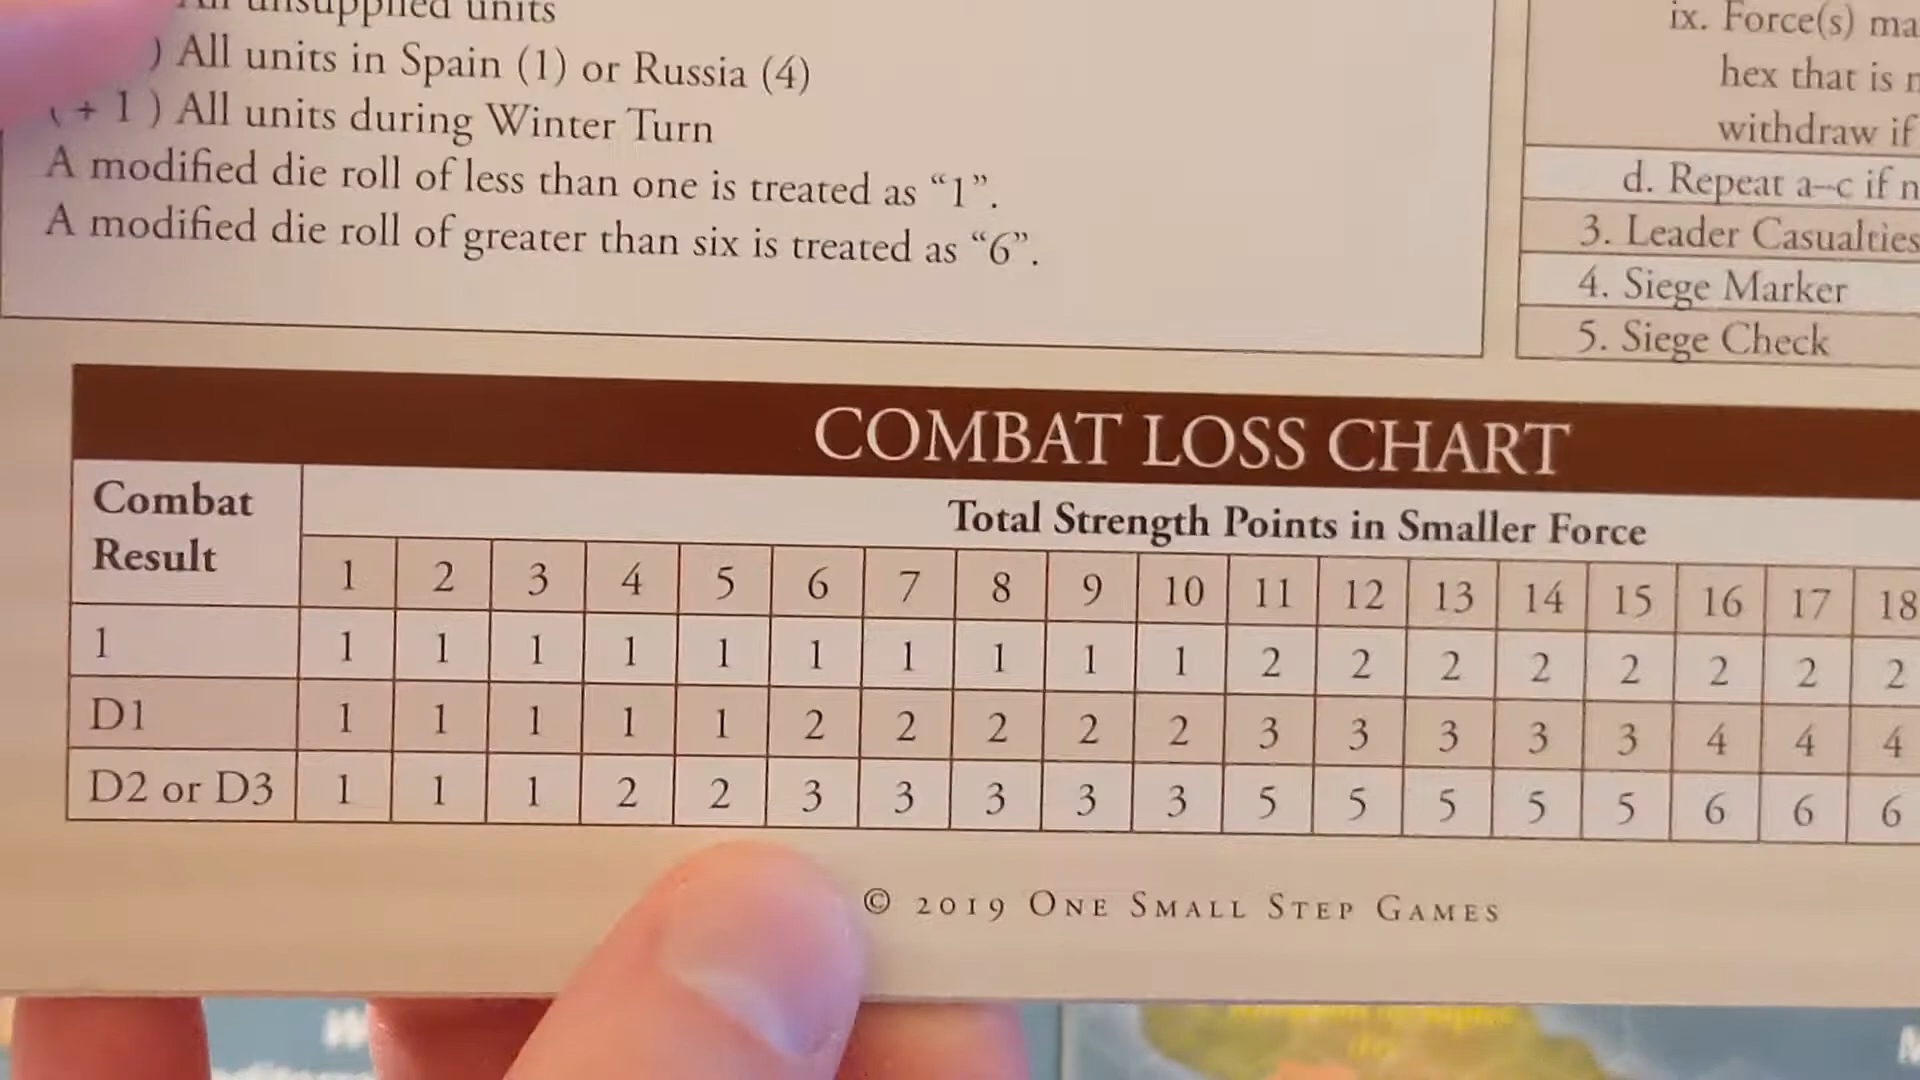 All unsupplied units
) All units in Spain (1) or Russia (4)
( + 1 ) All units during Winter Turn
A modified die roll of less than one is treated as “1”.
A modified die roll of greater than six is treated as “6”.
ix. Force(s) ma
hex that is
withdraw if
d. Repeat a–c if n
3. Leader Casualties
4. Siege Marker
5. Siege Check
COMBAT LOSS CHART
Combat Result
Total Strength Points in Smaller Force
1 2 3 4 5 6 7 8 9 10 11 12 13 14 15 16 17 18
1 1 1 1 1 1 1 1 1 1 1 2 2 2 2 2 2 2 2
D1 1 1 1 1 1 2 2 2 2 2 3 3 3 3 3 4 4 4
D2 or D3 1 1 1 2 2 3 3 3 3 3 5 5 5 5 5 6 6 6
© 2019 One Small Step Games